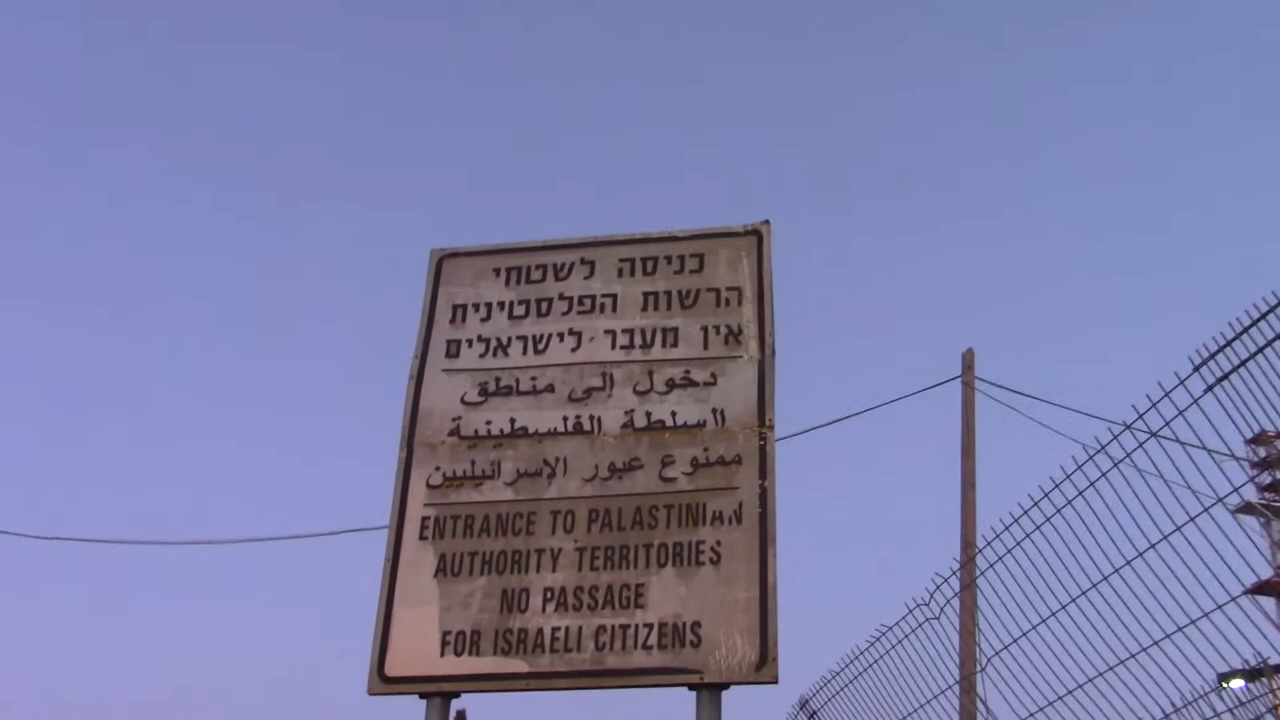 כניסה לשטחי
הרשות הפלסטינית
אין מעבר לישראלים
دخول إلى مناطق
السلطة الفلسطينية
ممنوع عبور الإسرائيليين
ENTRANCE TO PALASTINIAN
AUTHORITY TERRITORIES
NO PASSAGE
FOR ISRAELI CITIZENS